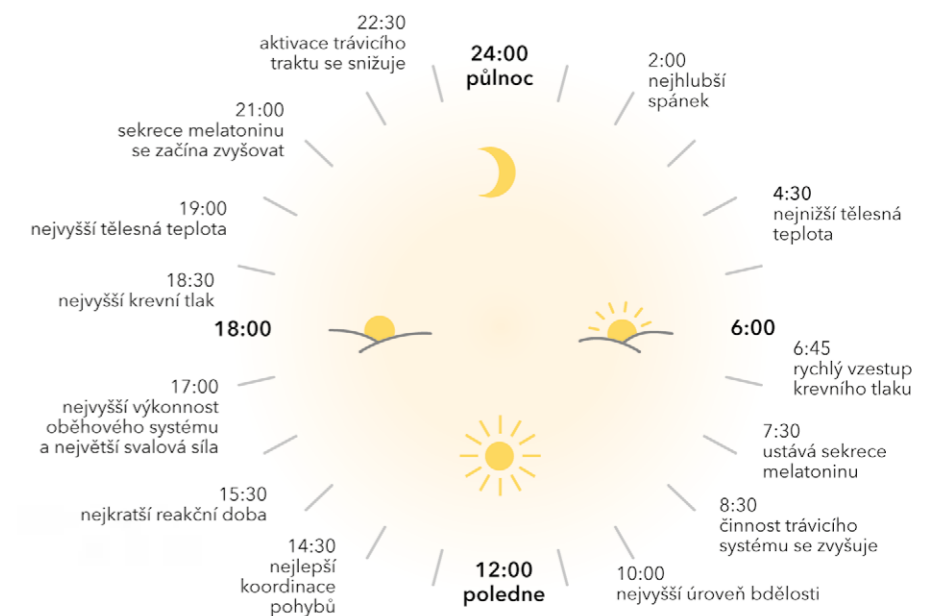 24:00
půlnoc
2:00
nejhlubší
spánek
4:30
nejnižší tělesná
teplota
6:00
6:45
rychlý vzestup
krevního tlaku
7:30
ustává sekrece
melatoninu
8:30
činnost trávicího
systému se zvyšuje
10:00
nejvyšší úroveň bdělosti
12:00
poledne
14:30
nejlepší
koordinace
pohybů
15:30
nejkratší reakční doba
17:00
nejvyšší výkonnost
oběhového systému
a největší svalová síla
18:00
18:30
nejvyšší krevní tlak
19:00
nejvyšší tělesná teplota
21:00
sekrece melatoninu
se začíná zvyšovat
22:30
aktivace trávicího
traktu se snižuje